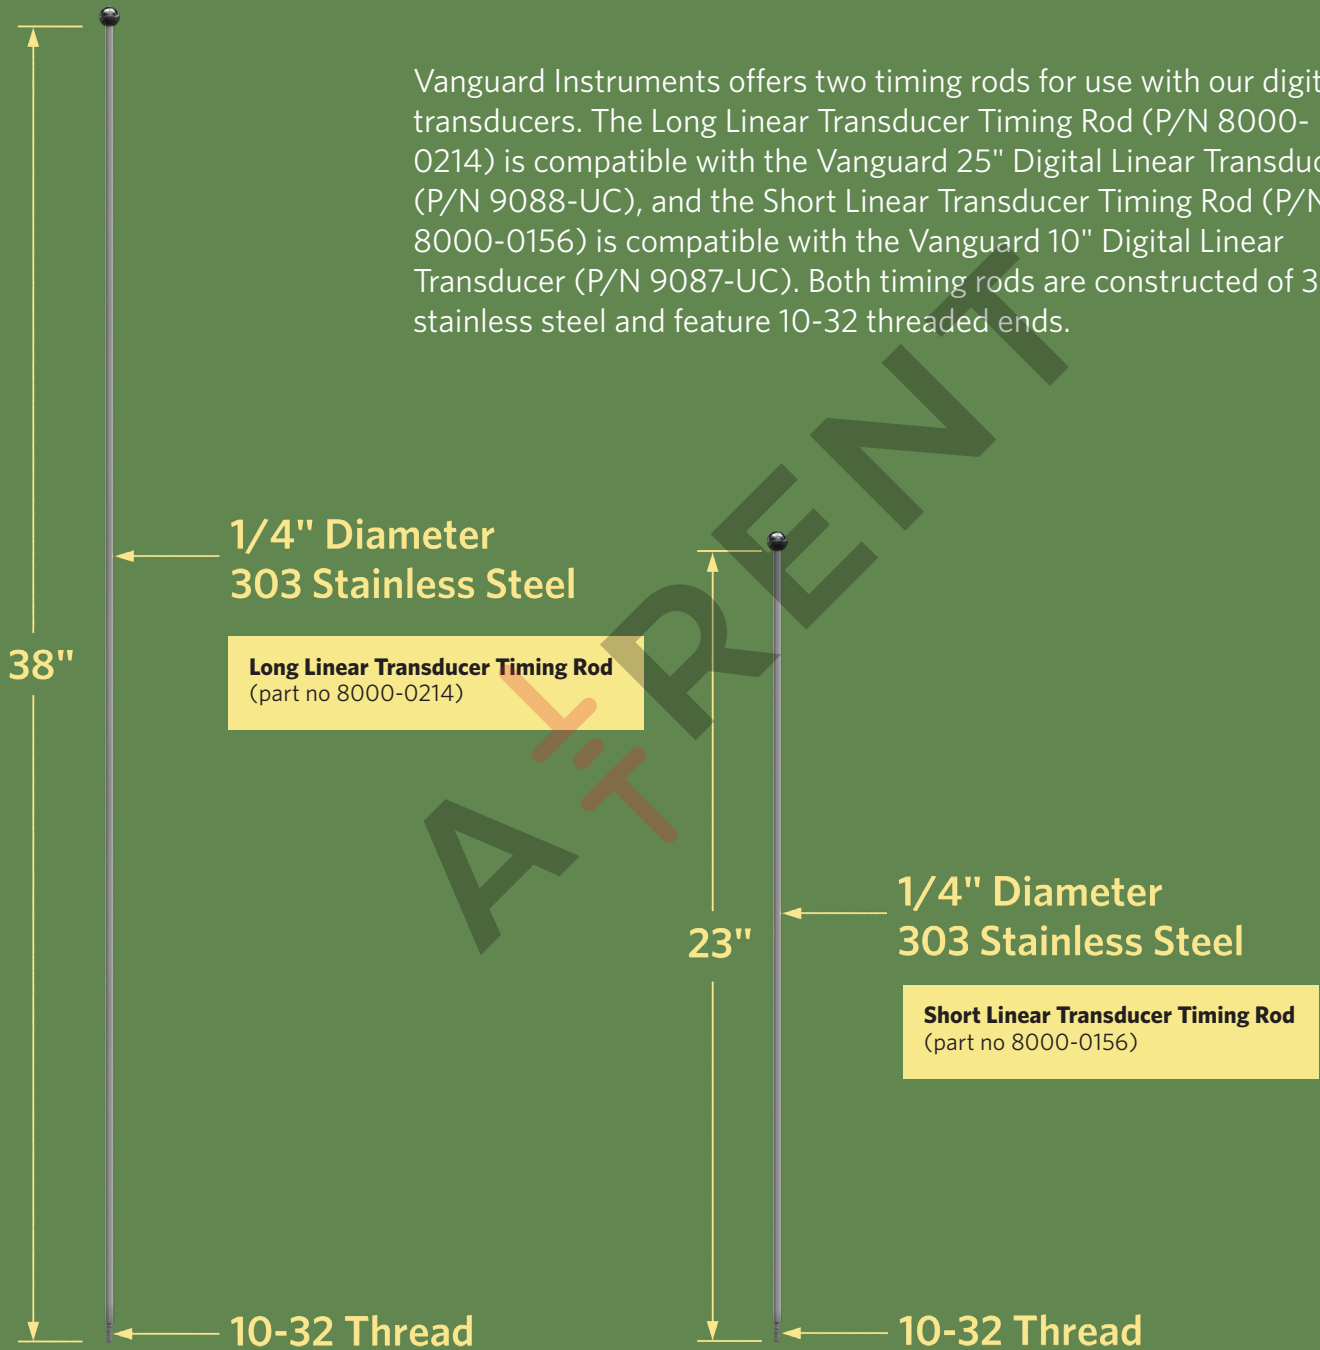 Vanguard Instruments offers two timing rods for use with our digit
transducers. The Long Linear Transducer Timing Rod (P/N 8000-
0214) is compatible with the Vanguard 25" Digital Linear Transduc
(P/N 9088-UC), and the Short Linear Transducer Timing Rod (P/N
8000-0156) is compatible with the Vanguard 10" Digital Linear
Transducer (P/N 9087-UC). Both timing rods are constructed of 3
stainless steel and feature 10-32 threaded ends.
1/4" Diameter
303 Stainless Steel
38"
Long Linear Transducer Timing Rod
(part no 8000-0214)
1/4" Diameter
303 Stainless Steel
23"
Short Linear Transducer Timing Rod
(part no 8000-0156)
10-32 Thread
10-32 Thread
A RENT